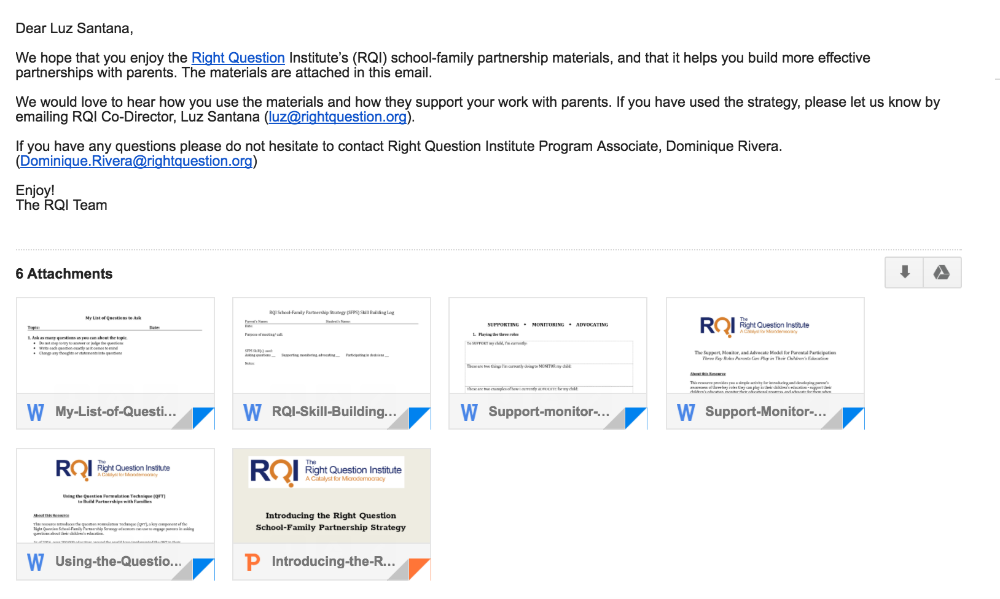 Dear Luz Santana,
We hope that you enjoy the Right Question Institute’s (RQI) school-family partnership materials, and that it helps you build more effective
partnerships with parents. The materials are attached in this email.
We would love to hear how you use the materials and how they support your work with parents. If you have used the strategy, please let us know by
emailing RQI Co-Director, Luz Santana (luz@rightquestion.org).
If you have any questions please do not hesitate to contact Right Question Institute Program Associate, Dominique Rivera.
(Dominique.Rivera@rightquestion.org)
Enjoy!
The RQI Team
6 Attachments
My List of Questions to Ask
Topic: Date:
1. Ask as many questions as you can about the topic.
• Do not stop to try to answer or judge the questions
• Write each question exactly as it comes to mind
• Change any thoughts or statements into questions
W My-List-of-Questi...
RQI School-Family Partnership Strategy (SFPS) Skill Building Log
Parent's Name: Student's Name:
Date:
Purpose of meeting/ call:
SFPS Skill(s) used:
Asking questions __ Supporting, monitoring, advocating __ Participating in decisions __
Notes:
W RQI-Skill-Building...
SUPPORTING • MONITORING • ADVOCATING
1. Playing the three roles
To SUPPORT my child, I'm currently:
These are two things I'm currently doing to MONITOR my child:
These are two examples of how I currently ADVOCATE for my child:
W Support-monitor-...
RQI The
Right Question Institute
A Catalyst for Microdemocracy
The Support, Monitor, and Advocate Model for Parental Participation
Three Key Roles Parents Can Play in Their Children's Education
About this Resource
This resource provides you a simple activity for introducing and developing parent's
awareness of three key roles they can play in their children's education - support their
children's education, monitor their educational progress, and advocate for them when
W Support-Monitor-...
RQI The
Right Question Institute
A Catalyst for Microdemocracy
Using the Question Formulation Technique (QFT)
to Build Partnerships with Families
About this Resource
This resource introduces the Question Formulation Technique (QFT), a key component of the
Right Question School-Family Partnership Strategy educators can use to engage parents in asking
questions about their children's education.
As of 2016, over 200,000 educators around the world have implemented the QFT in their
W Using-the-Questio...
RQI The
Right Question Institute
A Catalyst for Microdemocracy
Introducing the Right Question
School-Family Partnership Strategy
P Introducing-the-R...